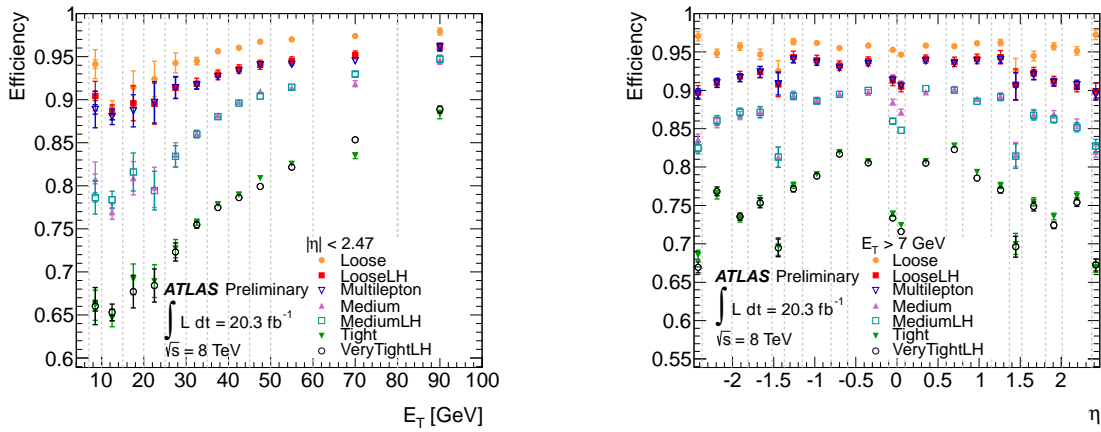 Efficiency
1
0.95
0.9
0.85
0.8
0.75
0.7
0.65
0.6
|η| < 2.47
Loose
LooseLH
Multilepton
Medium
MediumLH
Tight
VeryTightLH
ATLAS Preliminary
∫ L dt = 20.3 fb⁻¹
√s = 8 TeV
10 20 30 40 50 60 70 80 90 100
E_T [GeV]
Efficiency
1
0.95
0.9
0.85
0.8
0.75
0.7
0.65
0.6
0.55
E_T > 7 GeV
Loose
LooseLH
Multilepton
Medium
MediumLH
Tight
VeryTightLH
ATLAS Preliminary
∫ L dt = 20.3 fb⁻¹
√s = 8 TeV
-2 -1.5 -1 -0.5 0 0.5 1 1.5 2
η